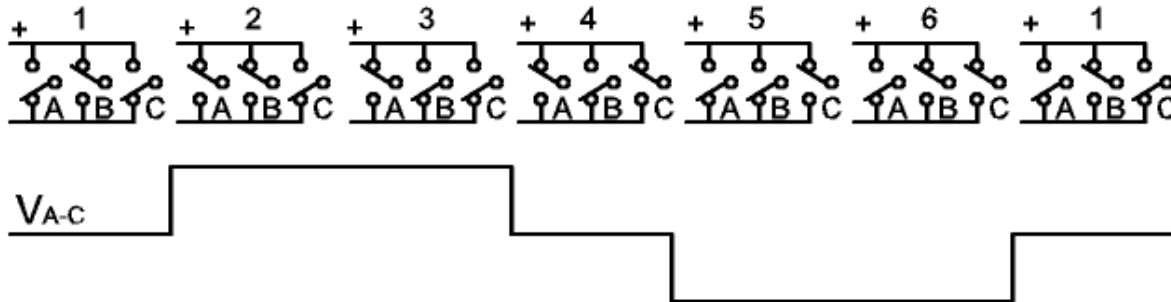 + 1 + 2 + 3 + 4 + 5 + 6 + 1
A B C A B C A B C A B C A B C A B C A B C
VA-C